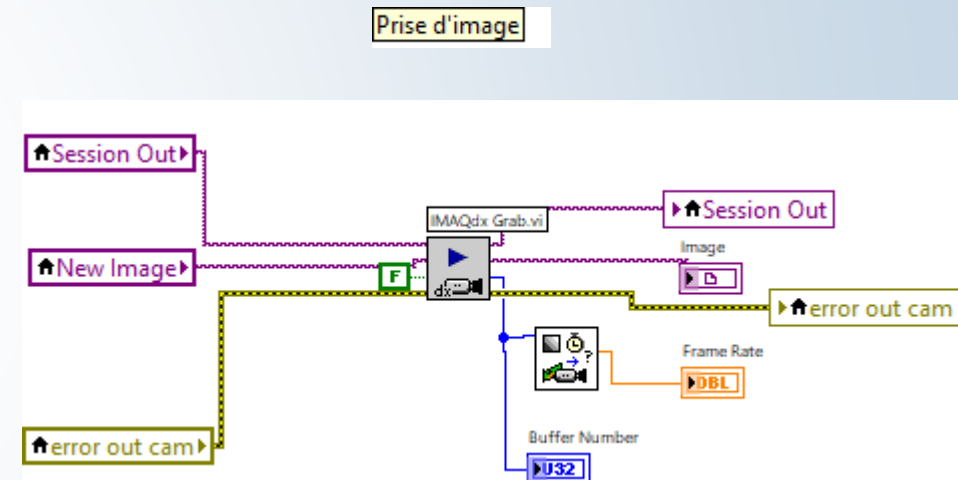 Prise d'image
Session Out
IMAQdx Grab.vi
Session Out
New Image
Image
F
dx
error out cam
?
Frame Rate
DBL
error out cam
Buffer Number
U32